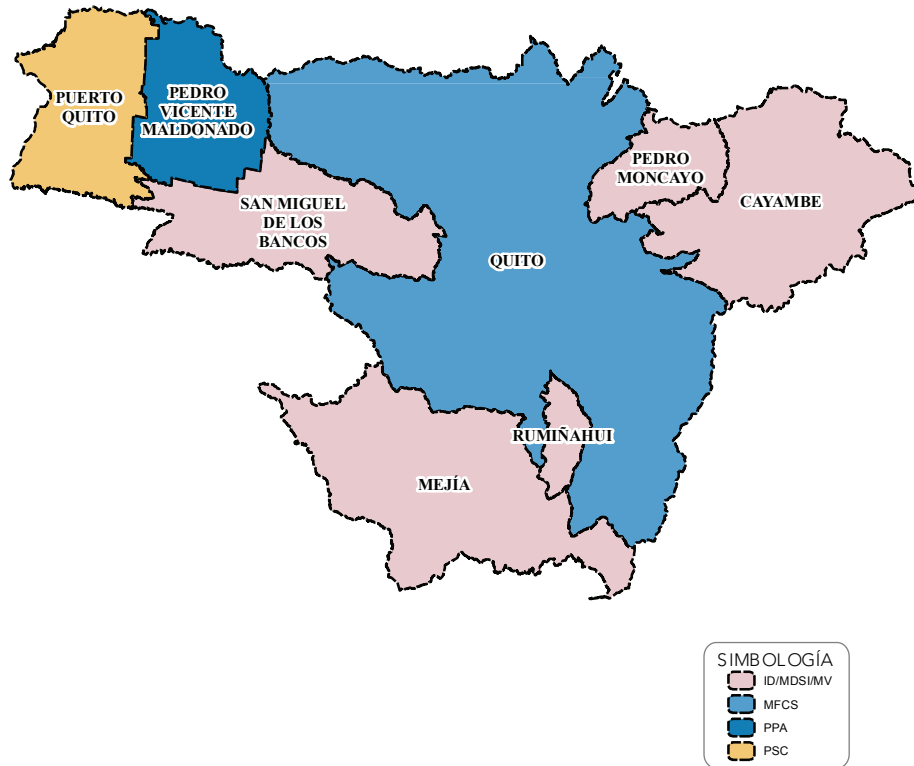 PUERTO
QUITO
PEDRO
VICENTE
MALDONADO
SAN MIGUEL
DE LOS
BANCOS
QUITO
PEDRO
MONCAYO
CAYAMBE
RUMIÑAHUI
MEJÍA
SIMBOLOGÍA
ID/MDSI/MV
MFCS
PPA
PSC